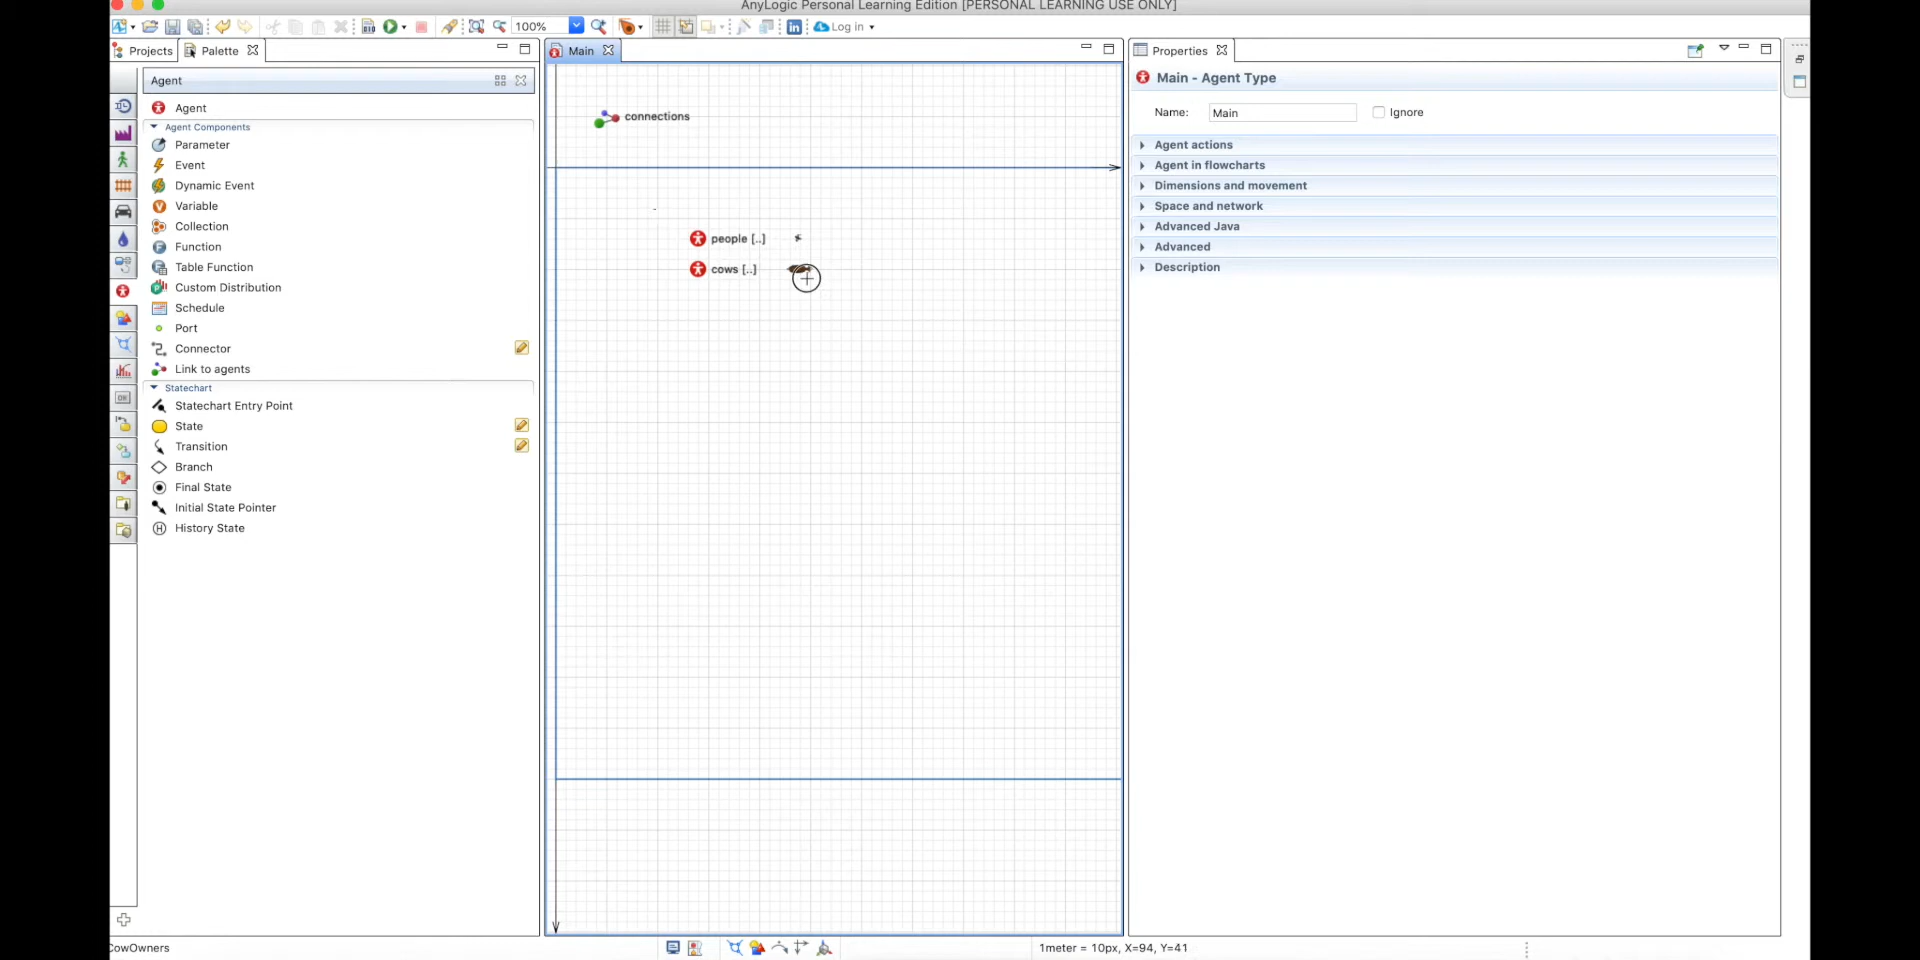 AnyLogic Personal Learning Edition [PERSONAL LEARNING USE ONLY]
100%
Log in
Projects
Palette
Main
Properties
Agent
Agent
Agent Components
Parameter
Event
Dynamic Event
Variable
Collection
Function
Table Function
Custom Distribution
Schedule
Port
Connector
Link to agents
Statechart
Statechart Entry Point
State
Transition
Branch
Final State
Initial State Pointer
History State
connections
people [..]
cows [..]
Main - Agent Type
Name: Main Ignore
Agent actions
Agent in flowcharts
Dimensions and movement
Space and network
Advanced Java
Advanced
Description
CowOwners
1meter = 10px, X=94, Y=41